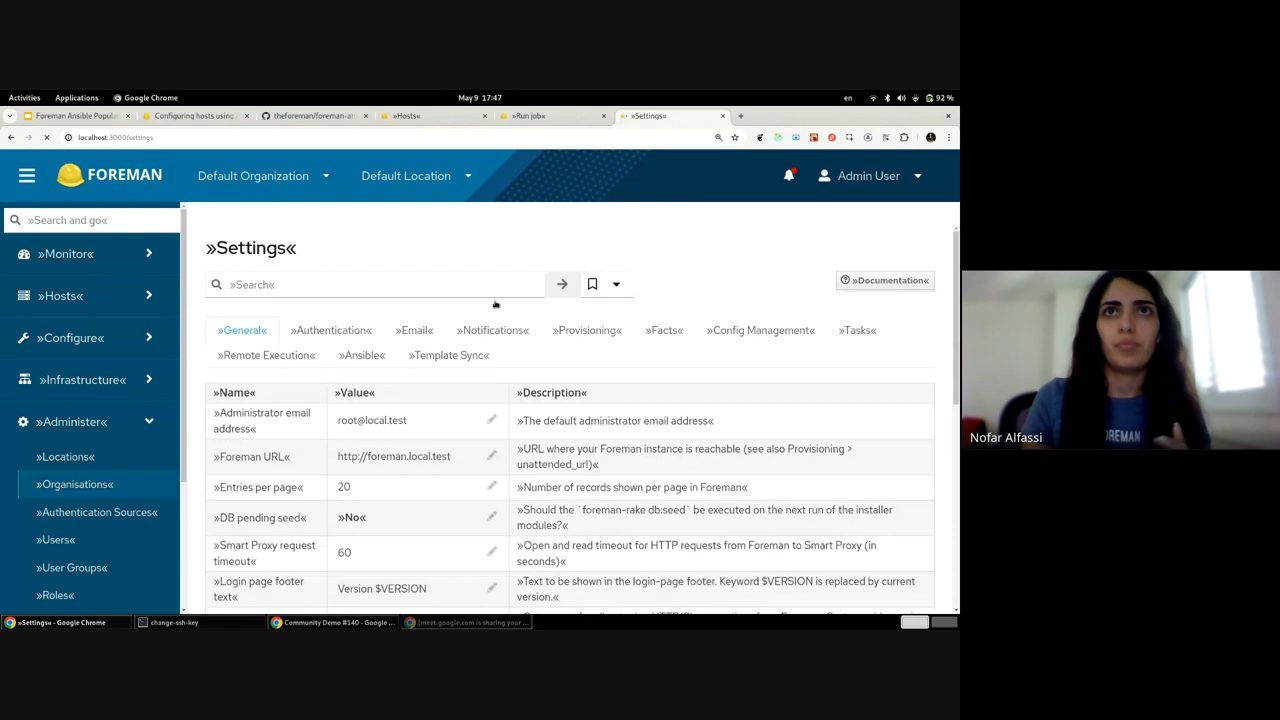 Activities Applications Google Chrome May 9 17:47 en 92 %
Foreman Ansible Popula Configuring hosts using theforeman/foreman-an »Hosts« »Run job« »Settings«
localhost:3000/settings
FOREMAN Default Organization Default Location Admin User
»Search and go«
»Monitor«
»Hosts«
»Configure«
»Infrastructure«
»Administer«
»Locations«
»Organisations«
»Authentication Sources«
»Users«
»User Groups«
»Roles«
»Settings«
»Search«
»Documentation«
»General« »Authentication« »Email« »Notifications« »Provisioning« »Facts« »Config Management« »Tasks«
»Remote Execution« »Ansible« »Template Sync«
»Name« »Value« »Description«
»Administrator email
address«
root@local.test
»The default administrator email address«
»Foreman URL«
http://foreman.local.test
»URL where your Foreman instance is reachable (see also Provisioning >
unattended_url)«
»Entries per page«
20
»Number of records shown per page in Foreman«
»DB pending seed«
»No«
»Should the `foreman-rake db:seed` be executed on the next run of the installer
modules?«
»Smart Proxy request
timeout«
60
»Open and read timeout for HTTP requests from Foreman to Smart Proxy (in
seconds)«
»Login page footer
text«
Version $VERSION
»Text to be shown in the login-page footer. Keyword $VERSION is replaced by current
version.«
»Settings« - Google Chrome change-ssh-key Community Demo #140 - Google ... [meet.google.com is sharing your ...
FOREMAN
Nofar Alfassi